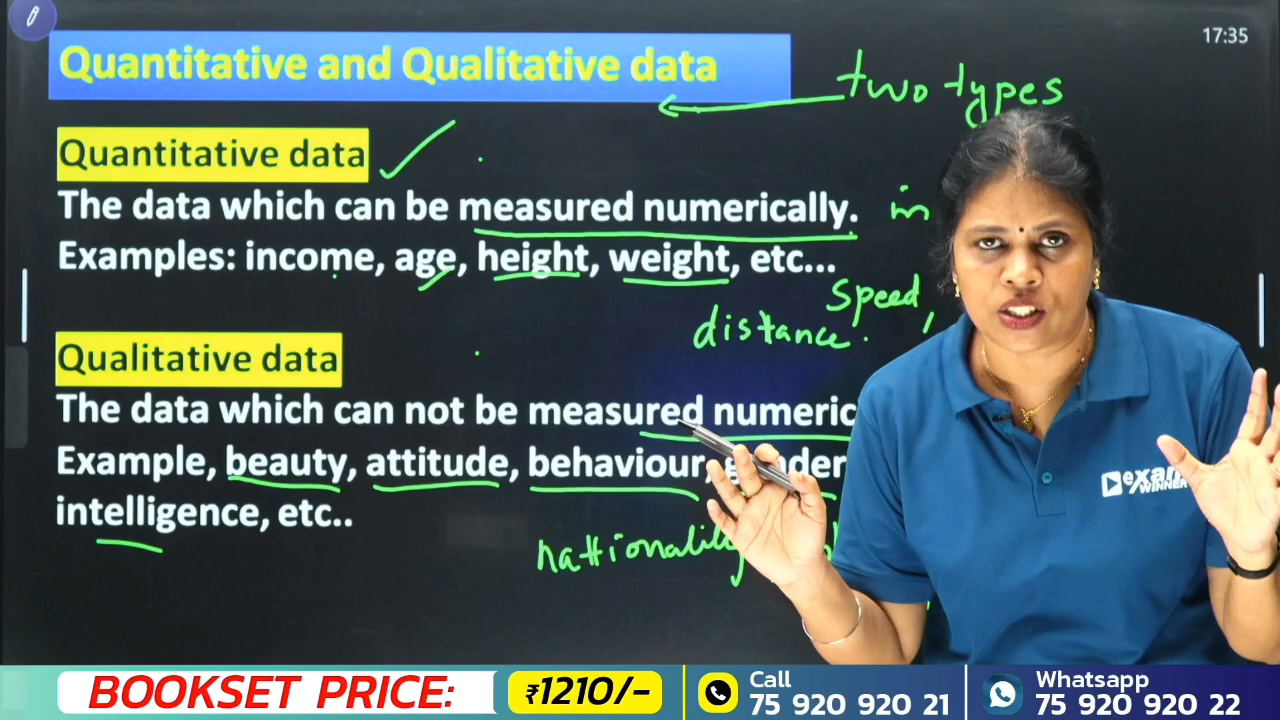 17:35
Quantitative and Qualitative data
two types
Quantitative data
The data which can be measured numerically. in
Examples: income, age, height, weight, etc...
speed,
distance.
Qualitative data
The data which can not be measured numeric
Example, beauty, attitude, behaviour, gender
intelligence, etc..
nationality
exam
WINNER
BOOKSET PRICE:
₹1210/-
Call
75 920 920 21
Whatsapp
75 920 920 22